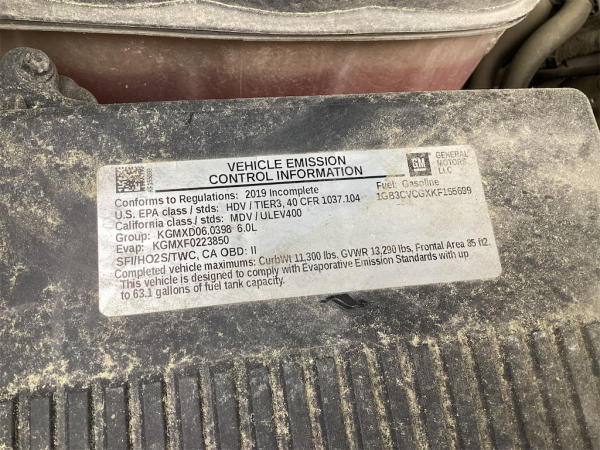 VEHICLE EMISSION
CONTROL INFORMATION
GM
GENERAL
MOTORS
LLC
Conforms to Regulations: 2019 Incomplete
Fuel: Gasoline
U.S. EPA class / stds: HDV / TIER3, 40 CFR 1037.104
1GB3CVCGXKF155699
California class / stds: MDV / ULEV400
Group: KGMXD06.0398 6.0L
Evap: KGMXF0223850
SFI/HO2S/TWC, CA OBD: II
Completed vehicle maximums: CurbWt 11,300 lbs, GVWR 13,290 lbs, Frontal Area 85 ft2.
This vehicle is designed to comply with Evaporative Emission Standards with up
to 63.1 gallons of fuel tank capacity.